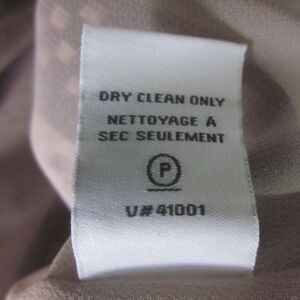 DRY CLEAN ONLY
NETTOYAGE A
SEC SEULEMENT
P
V#41001